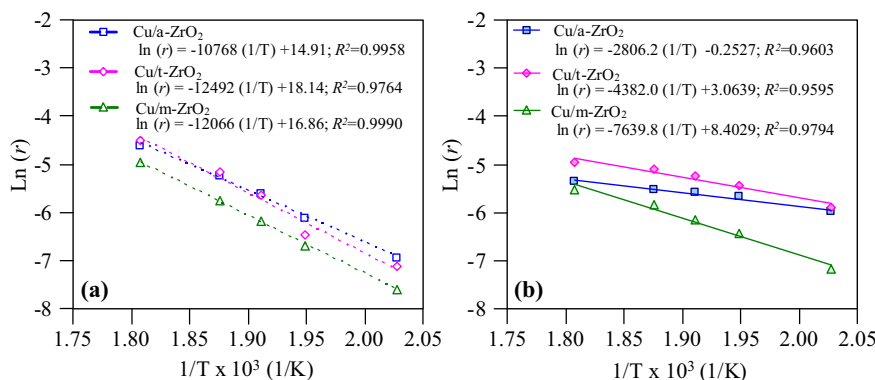 -2
-3
-4
-5
-6
-7
-8
Ln (r)
Cu/a-ZrO2
ln (r) = -10768 (1/T) +14.91; R²=0.9958
Cu/t-ZrO2
ln (r) = -12492 (1/T) +18.14; R²=0.9764
Cu/m-ZrO2
ln (r) = -12066 (1/T) +16.86; R²=0.9990
(a)
1.75 1.80 1.85 1.90 1.95 2.00 2.05
1/T x 10³ (1/K)
-2
-3
-4
-5
-6
-7
-8
Cu/a-ZrO2
ln (r) = -2806.2 (1/T) -0.2527; R²=0.9603
Cu/t-ZrO2
ln (r) = -4382.0 (1/T) +3.0639; R²=0.9595
Cu/m-ZrO2
ln (r) = -7639.8 (1/T) +8.4029; R²=0.9794
(b)
1.75 1.80 1.85 1.90 1.95 2.00 2.05
1/T x 10³ (1/K)